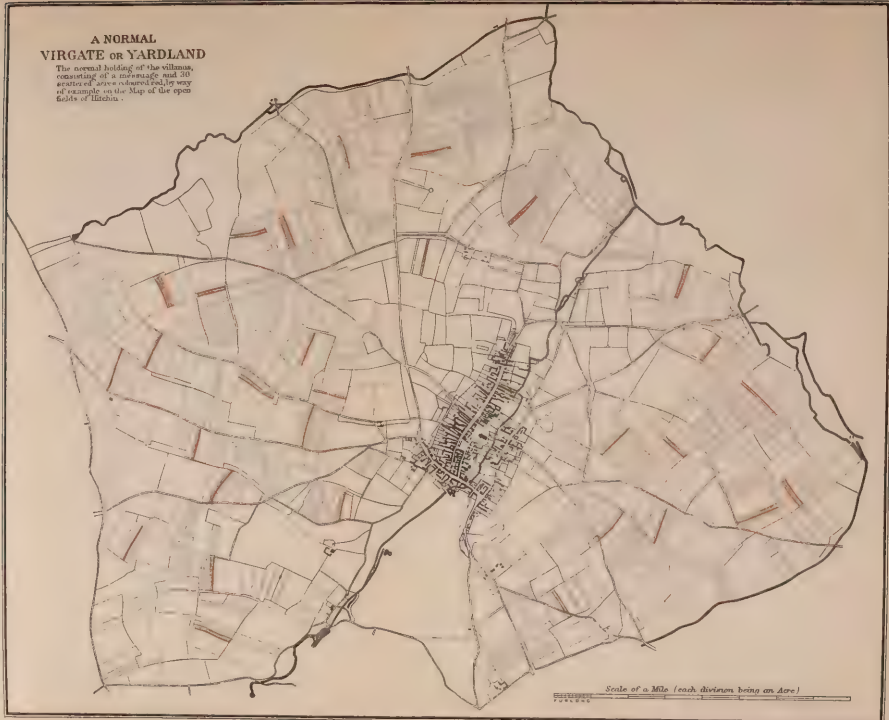 A NORMAL
VIRGATE OR YARDLAND
The normal holding of the villanus,
consisting of a messuage and 30
scattered acres coloured red, by way
of example on the Map of the open
fields of Hitchin.
Scale of a Mile (each division being an Acre)
FURLONG